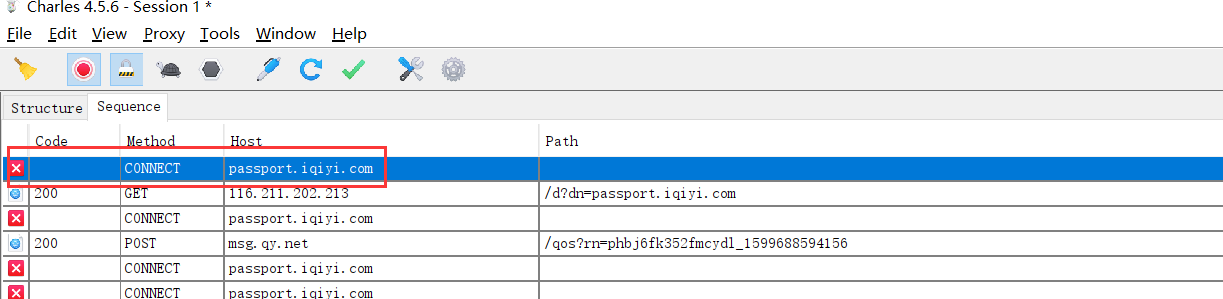 Charles 4.5.6 - Session 1 *
File Edit View Proxy Tools Window Help
Structure Sequence
Code Method Host Path
CONNECT passport.iqiyi.com
200 GET 116.211.202.213 /d?dn=passport.iqiyi.com
CONNECT passport.iqiyi.com
200 POST msg.qy.net /qos?rn=phbj6fk352fmcydl_1599688594156
CONNECT passport.iqiyi.com
CONNECT passport.iqiyi.com